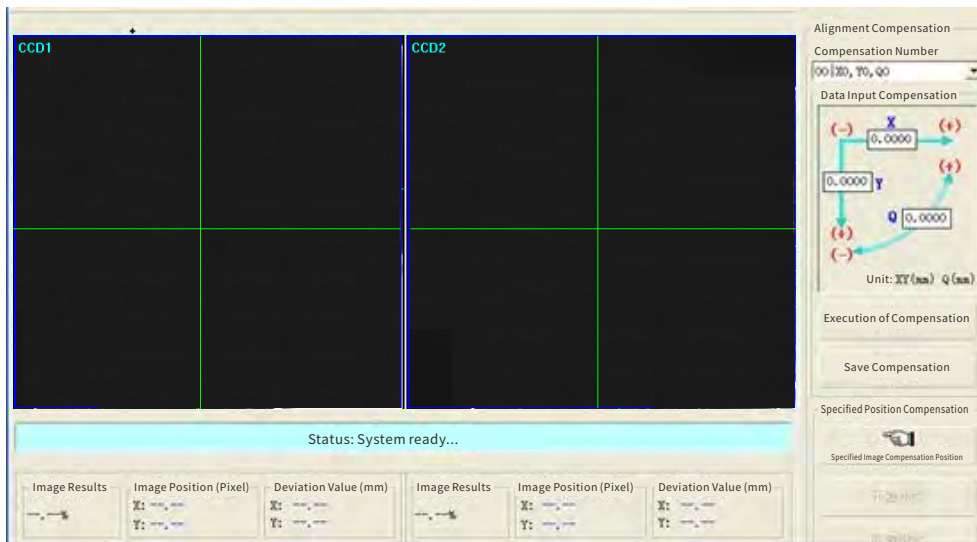 CCD1
CCD2
Status: System ready...
Image Results
Image Position (Pixel)
Deviation Value (mm)
Image Results
Image Position (Pixel)
Deviation Value (mm)
--.--%
X: --.--
Y: --.--
X: --.--
Y: --.--
--.--%
X: --.--
Y: --.--
X: --.--
Y: --.--
Alignment Compensation
Compensation Number
00|X0, Y0, Q0
Data Input Compensation
(-)
X
(+)
0.0000
(+)
0.0000
Y
Q
0.0000
(+)
(-)
Unit: XY(mm) Q(mm)
Execution of Compensation
Save Compensation
Specified Position Compensation
Specified Image Compensation Position